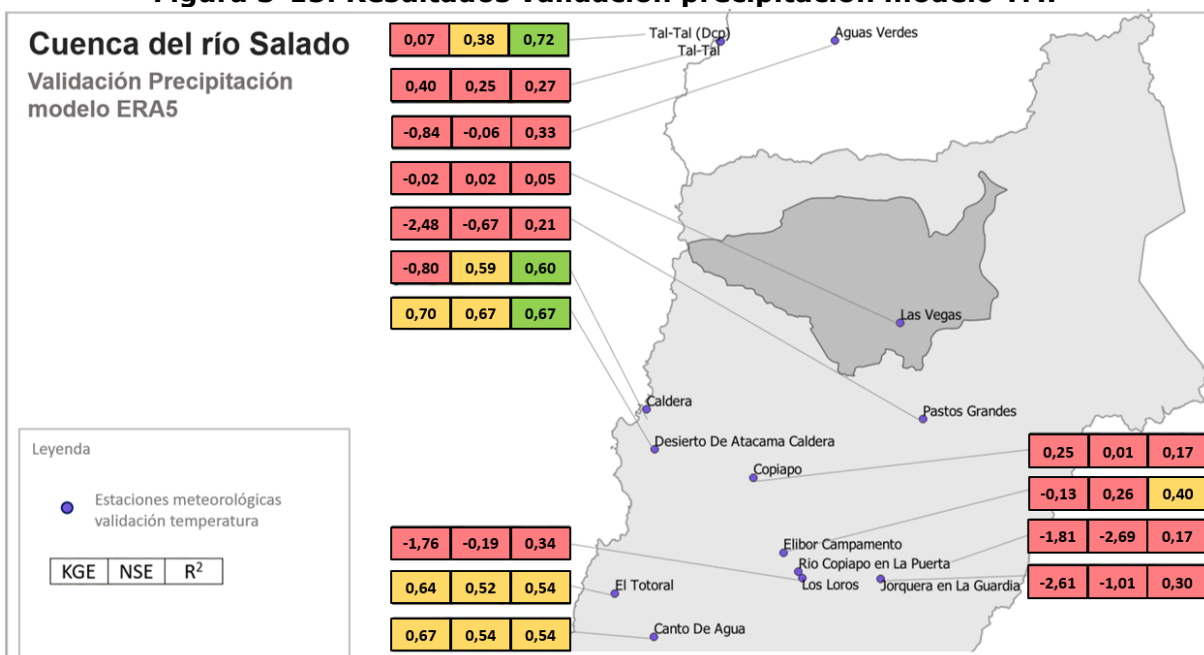 Cuenca del río Salado
Validación Precipitación
modelo ERA5
0,07 0,38 0,72
0,40 0,25 0,27
-0,84 -0,06 0,33
-0,02 0,02 0,05
-2,48 -0,67 0,21
-0,80 0,59 0,60
0,70 0,67 0,67
Tal-Tal (Dcp)
Tal-Tal
Aguas Verdes
Las Vegas
Caldera
Pastos Grandes
Desierto De Atacama Caldera
Copiapo
0,25 0,01 0,17
-0,13 0,26 0,40
-1,81 -2,69 0,17
-2,61 -1,01 0,30
Elibor Campamento
Rio Copiapo en La Puerta
Los Loros
Jorquera en La Guardia
El Totoral
Canto De Agua
-1,76 -0,19 0,34
0,64 0,52 0,54
0,67 0,54 0,54
Leyenda
Estaciones meteorológicas
validación temperatura
KGE NSE R²